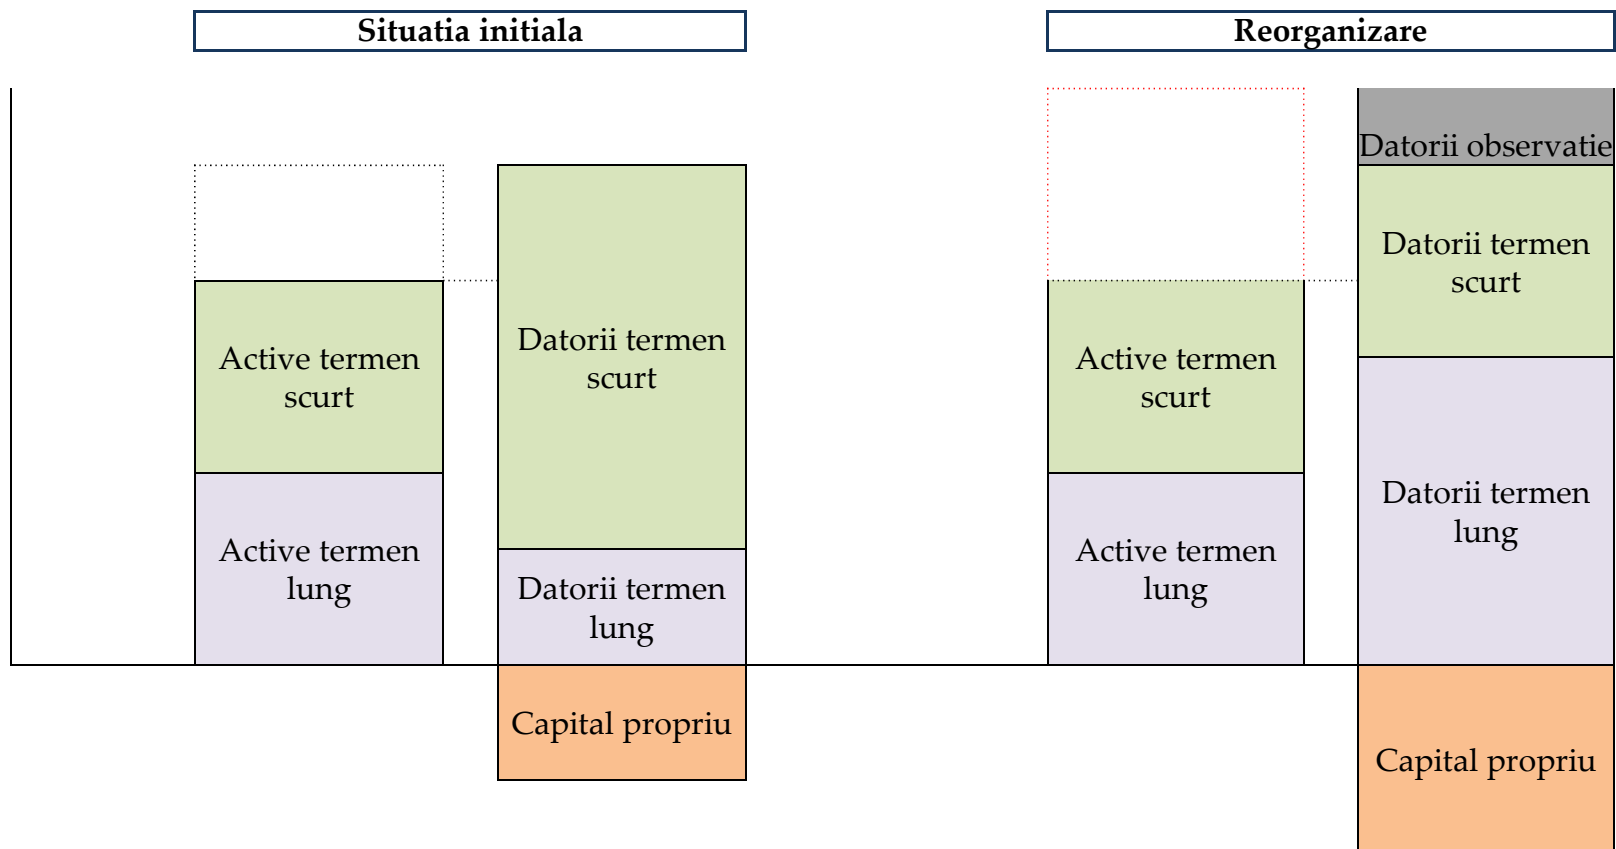 Situatia initiala
Reorganizare
Datorii observatie
Datorii termen
scurt
Datorii termen
scurt
Active termen
scurt
Active termen
scurt
Datorii termen
lung
Active termen
lung
Active termen
lung
Datorii termen
lung
Capital propriu
Capital propriu